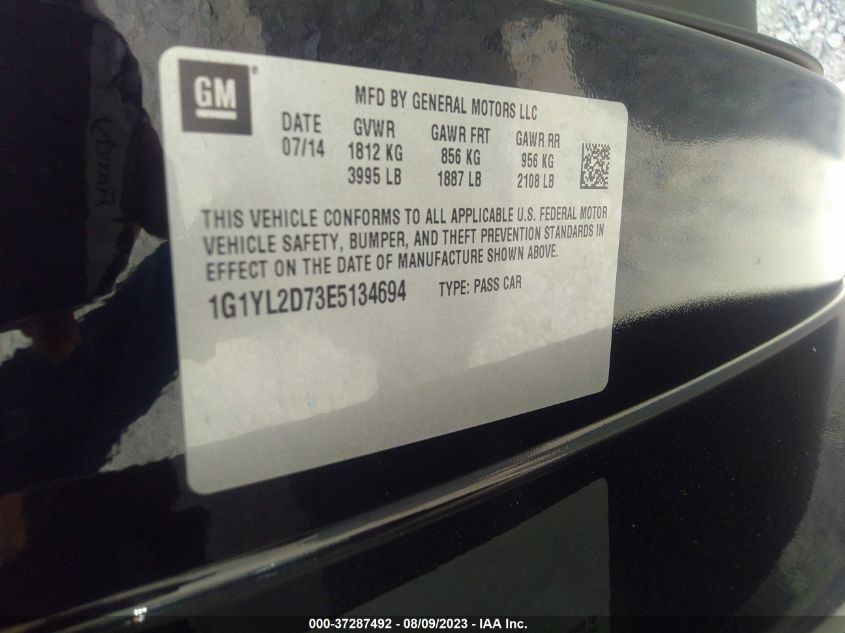 GM®
MFD BY GENERAL MOTORS LLC
DATE GVWR GAWR FRT GAWR RR
07/14 1812 KG 856 KG 956 KG
3995 LB 1887 LB 2108 LB
THIS VEHICLE CONFORMS TO ALL APPLICABLE U.S. FEDERAL MOTOR
VEHICLE SAFETY, BUMPER, AND THEFT PREVENTION STANDARDS IN
EFFECT ON THE DATE OF MANUFACTURE SHOWN ABOVE.
1G1YL2D73E5134694 TYPE: PASS CAR
000-37287492 - 08/09/2023 - IAA Inc.